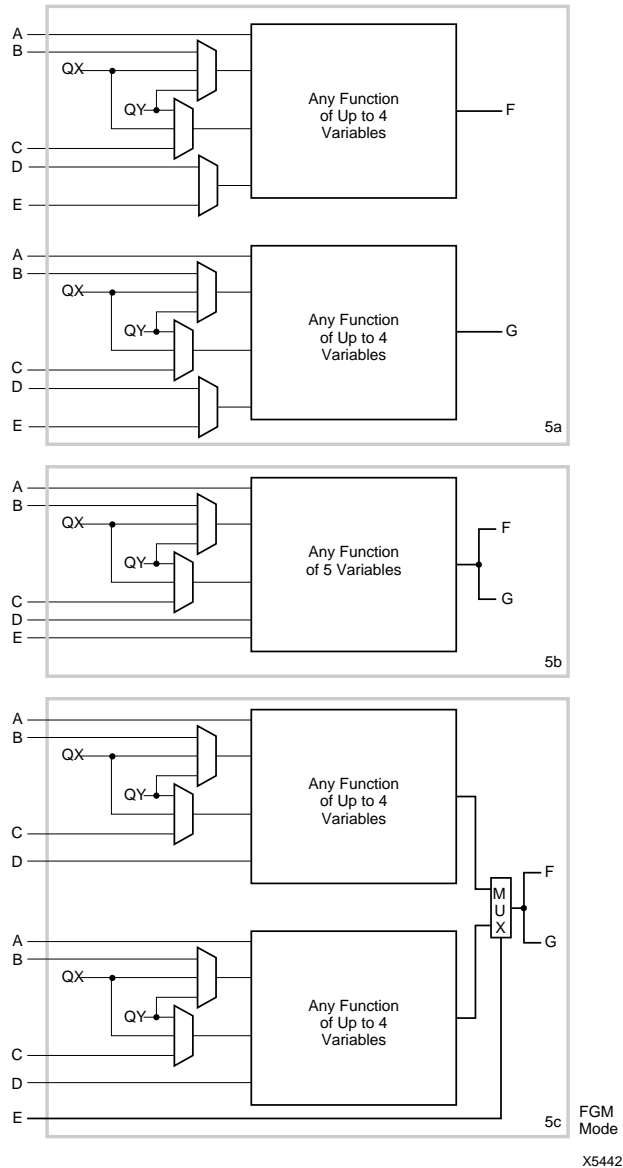 A
B
QX
QY
C
D
E
Any Function
of Up to 4
Variables
F
A
B
QX
QY
C
D
E
Any Function
of Up to 4
Variables
G
5a
A
B
QX
QY
C
D
E
Any Function
of 5 Variables
F
G
5b
A
B
QX
QY
C
D
Any Function
of Up to 4
Variables
M
U
X
F
G
A
B
QX
QY
C
D
E
Any Function
of Up to 4
Variables
5c
FGM
Mode
X5442